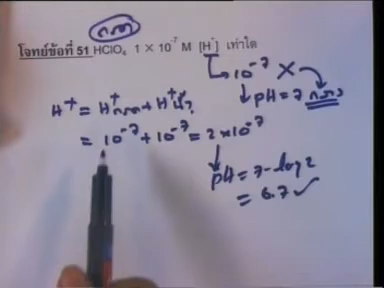 กรด
โจทย์ข้อที่ 51 HClO₄ 1 × 10⁻⁷ M [H⁺] เท่าใด
10⁻⁷ X
pH = 7 กลาง
H⁺ = H⁺กรด + H⁺น้ำ
= 10⁻⁷ + 10⁻⁷ = 2 × 10⁻⁷
pH = 7 - log 2
= 6.7 ✓